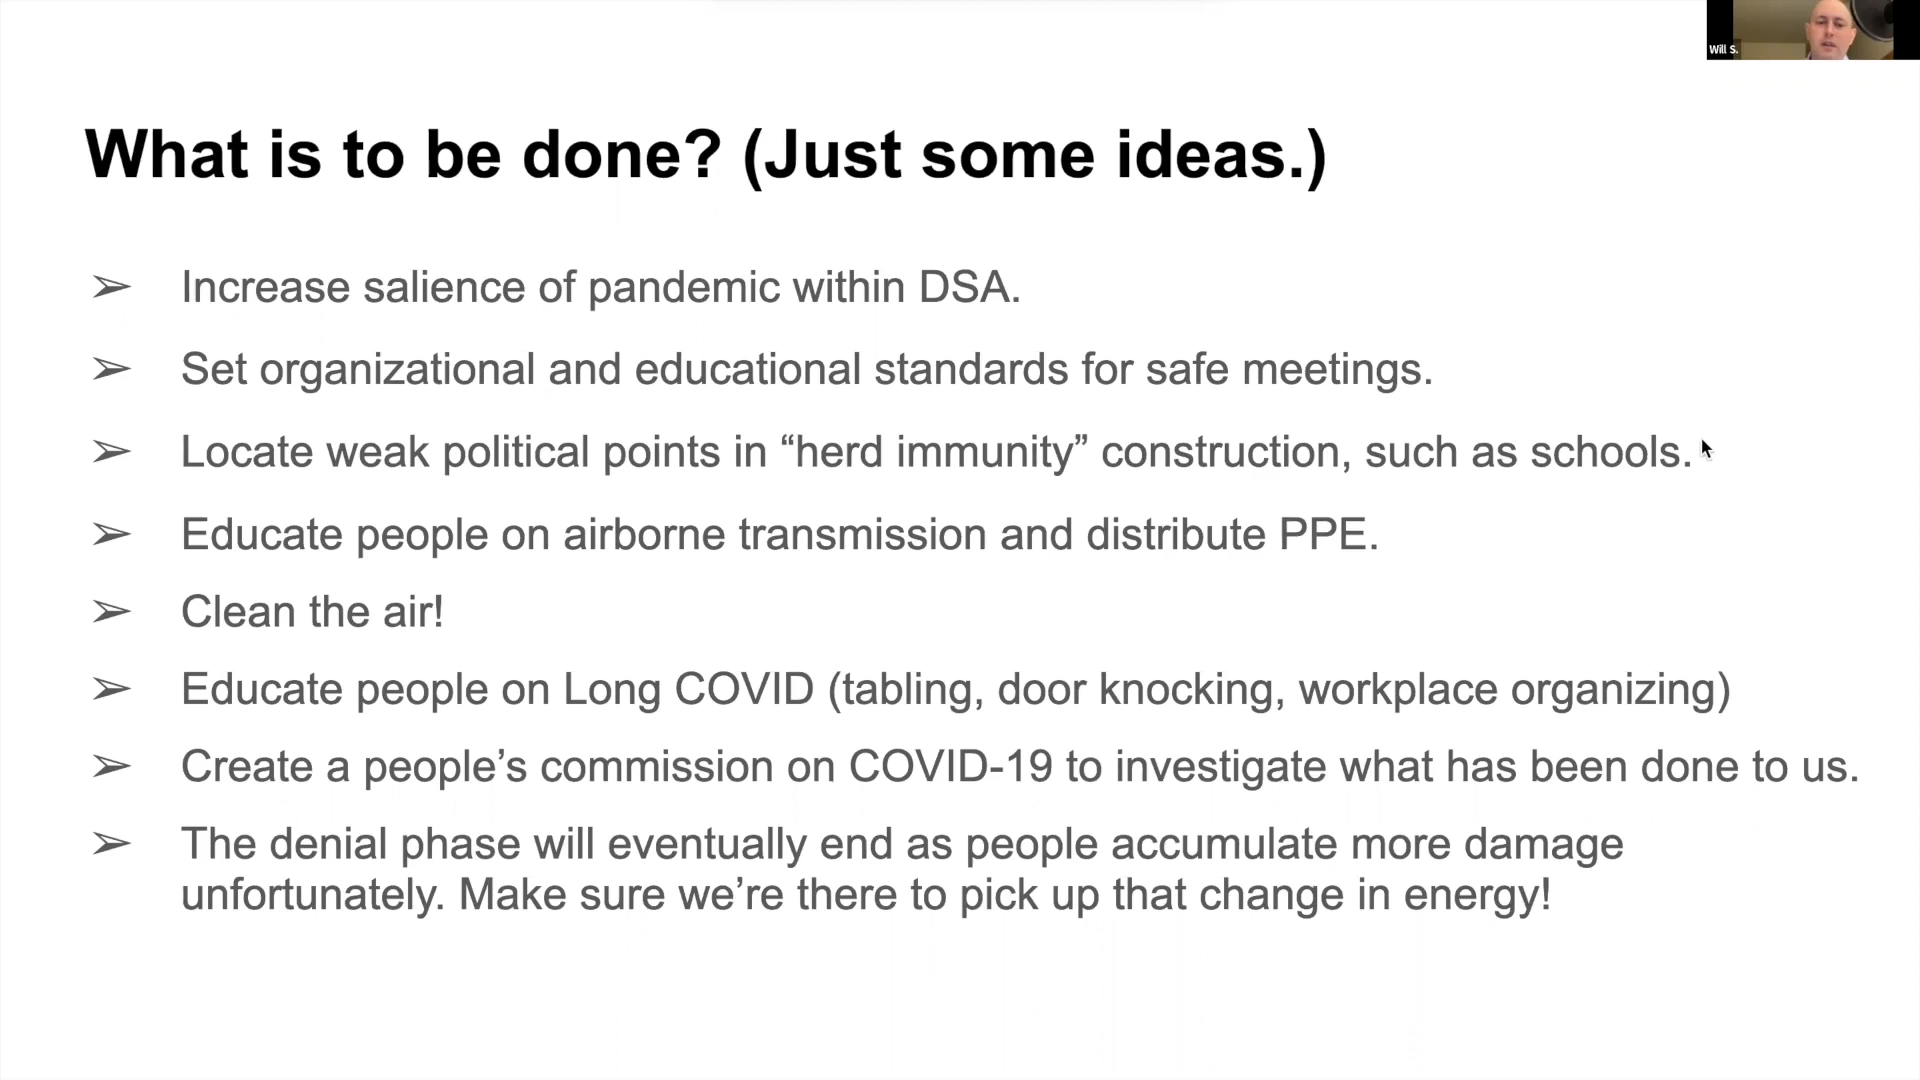 Will S.
What is to be done? (Just some ideas.)
➢ Increase salience of pandemic within DSA.
➢ Set organizational and educational standards for safe meetings.
➢ Locate weak political points in “herd immunity” construction, such as schools.
➢ Educate people on airborne transmission and distribute PPE.
➢ Clean the air!
➢ Educate people on Long COVID (tabling, door knocking, workplace organizing)
➢ Create a people’s commission on COVID-19 to investigate what has been done to us.
➢ The denial phase will eventually end as people accumulate more damage
unfortunately. Make sure we’re there to pick up that change in energy!